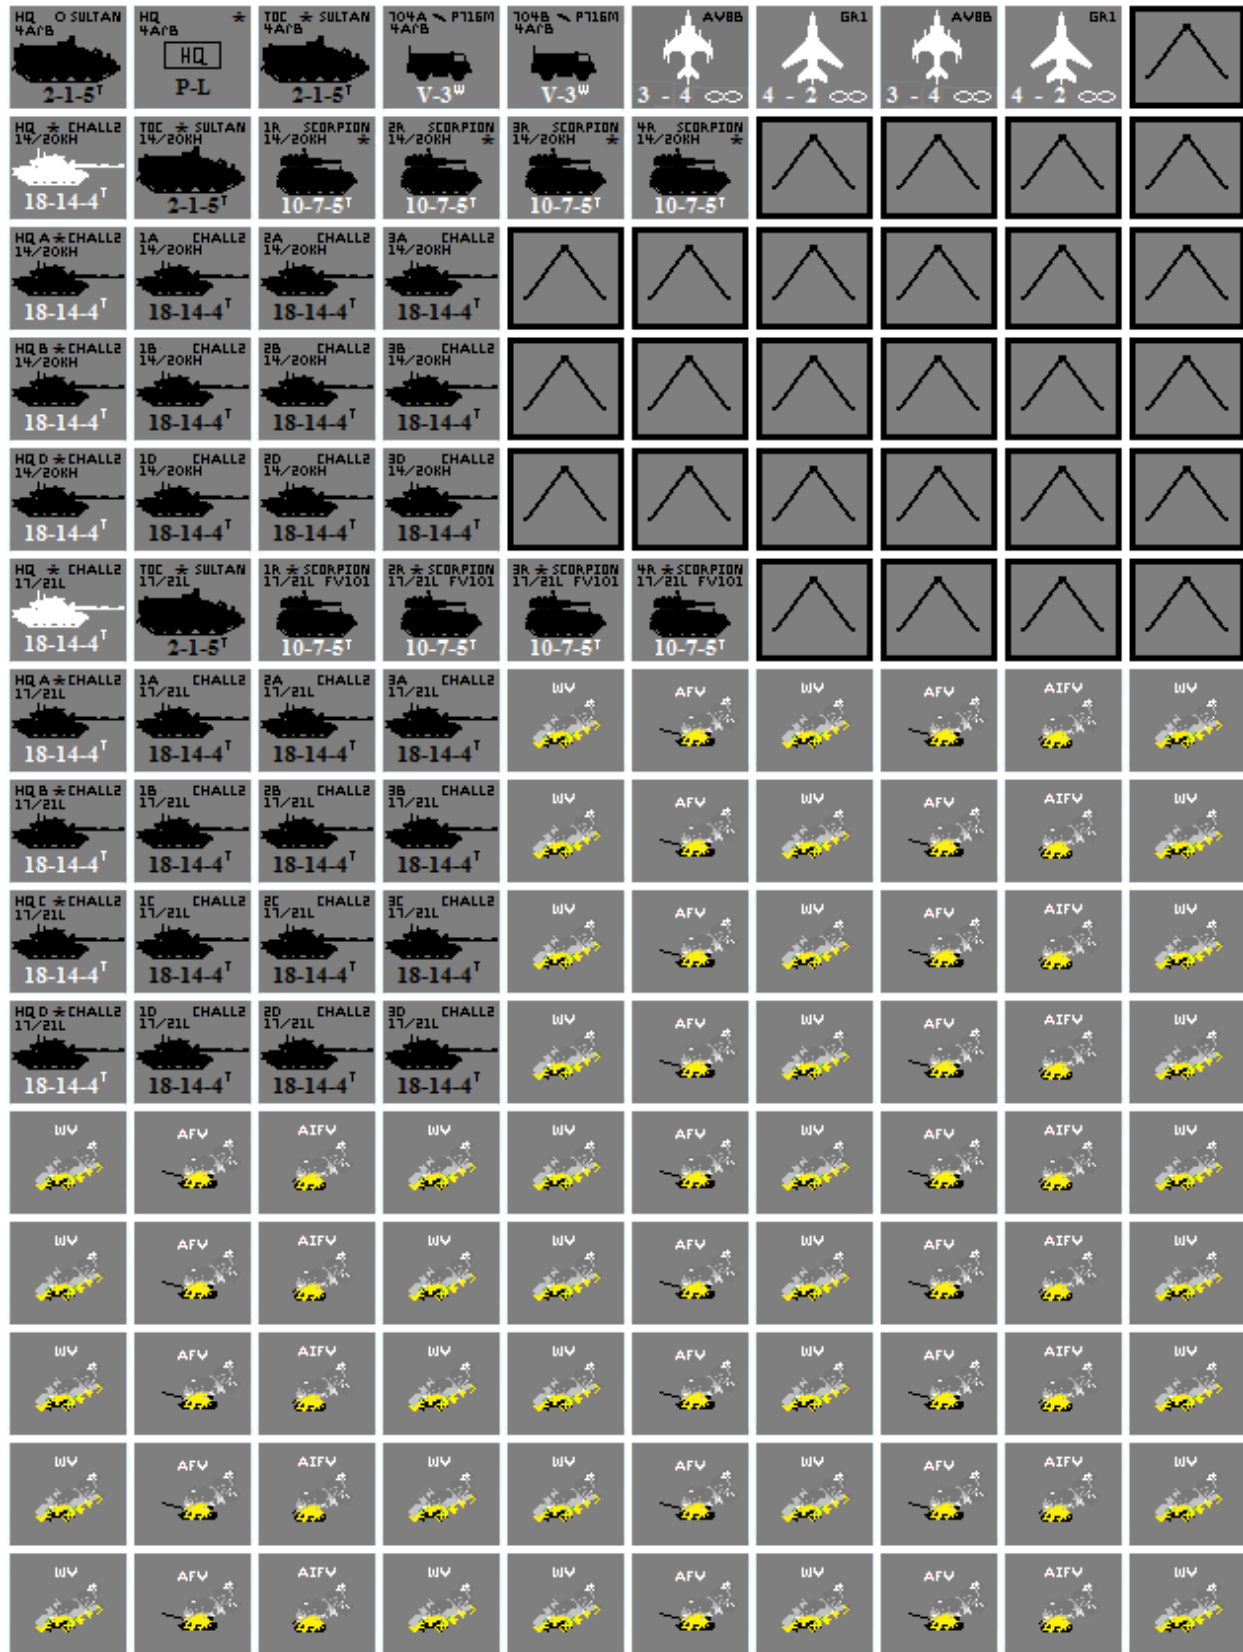 HQ O SULTAN
4ArB
2-1-5T
HQ *
4ArB
HQ
P-L
TOC * SULTAN
4ArB
2-1-5T
704A P716M
4ArB
V-3W
704B P716M
4ArB
V-3W
AV8B
3 - 4
GR1
4 - 2
AV8B
3 - 4
GR1
4 - 2
HQ * CHALL2
14/20KH
18-14-4T
TOC * SULTAN
14/20KH
2-1-5T
1R SCORPION
14/20KH *
10-7-5T
2R SCORPION
14/20KH *
10-7-5T
3R SCORPION
14/20KH *
10-7-5T
4R SCORPION
14/20KH *
10-7-5T
HQ A * CHALL2
14/20KH
18-14-4T
1A CHALL2
14/20KH
18-14-4T
2A CHALL2
14/20KH
18-14-4T
3A CHALL2
14/20KH
18-14-4T
HQ B * CHALL2
14/20KH
18-14-4T
1B CHALL2
14/20KH
18-14-4T
2B CHALL2
14/20KH
18-14-4T
3B CHALL2
14/20KH
18-14-4T
HQ D * CHALL2
14/20KH
18-14-4T
1D CHALL2
14/20KH
18-14-4T
2D CHALL2
14/20KH
18-14-4T
3D CHALL2
14/20KH
18-14-4T
HQ * CHALL2
17/21L
18-14-4T
TOC * SULTAN
17/21L
2-1-5T
1R * SCORPION
17/21L FV101
10-7-5T
2R * SCORPION
17/21L FV101
10-7-5T
3R * SCORPION
17/21L FV101
10-7-5T
4R * SCORPION
17/21L FV101
10-7-5T
HQ A * CHALL2
17/21L
18-14-4T
1A CHALL2
17/21L
18-14-4T
2A CHALL2
17/21L
18-14-4T
3A CHALL2
17/21L
18-14-4T
WV
AFV
WV
AFV
AIFV
WV
HQ B * CHALL2
17/21L
18-14-4T
1B CHALL2
17/21L
18-14-4T
2B CHALL2
17/21L
18-14-4T
3B CHALL2
17/21L
18-14-4T
WV
AFV
WV
AFV
AIFV
WV
HQ C * CHALL2
17/21L
18-14-4T
1C CHALL2
17/21L
18-14-4T
2C CHALL2
17/21L
18-14-4T
3C CHALL2
17/21L
18-14-4T
WV
AFV
WV
AFV
AIFV
WV
HQ D * CHALL2
17/21L
18-14-4T
1D CHALL2
17/21L
18-14-4T
2D CHALL2
17/21L
18-14-4T
3D CHALL2
17/21L
18-14-4T
WV
AFV
WV
AFV
AIFV
WV
WV
AFV
AIFV
WV
WV
AFV
WV
AFV
AIFV
WV
WV
AFV
AIFV
WV
WV
AFV
WV
AFV
AIFV
WV
WV
AFV
AIFV
WV
WV
AFV
WV
AFV
AIFV
WV
WV
AFV
AIFV
WV
WV
AFV
WV
AFV
AIFV
WV
WV
AFV
AIFV
WV
WV
AFV
WV
AFV
AIFV
WV